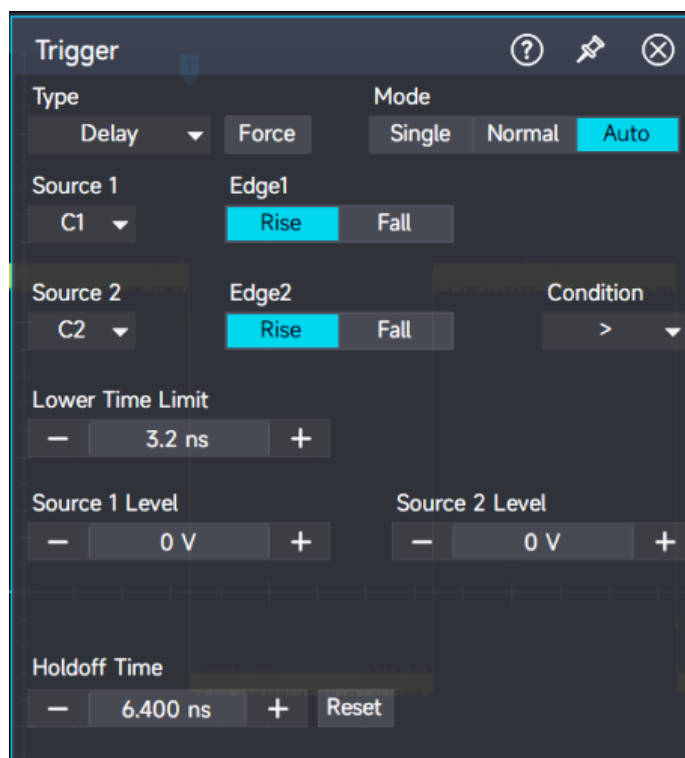 Trigger
Type Mode
Delay Force Single Normal Auto
Source 1 Edge1
C1 Rise Fall
Source 2 Edge2 Condition
C2 Rise Fall >
Lower Time Limit
− 3.2 ns +
Source 1 Level Source 2 Level
− 0 V + − 0 V +
Holdoff Time
− 6.400 ns + Reset